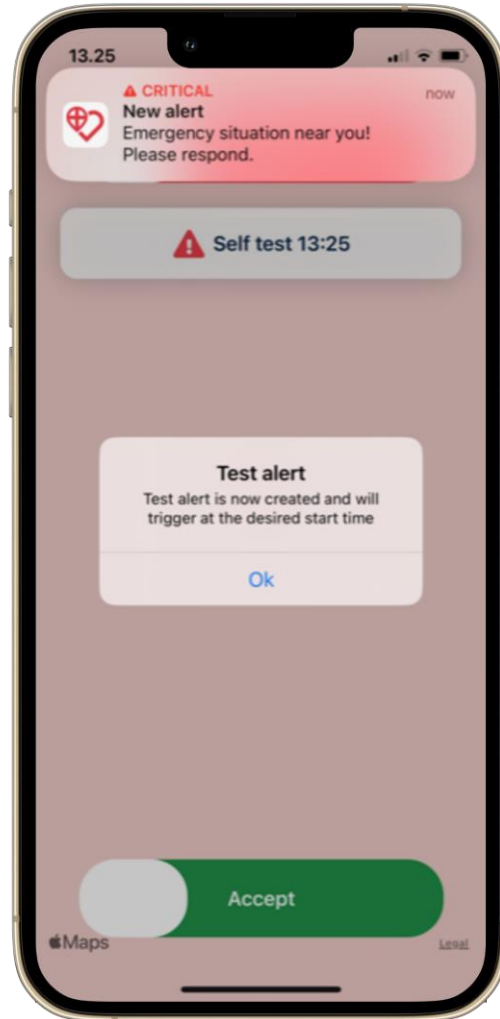 13.25
CRITICAL
now
New alert
Emergency situation near you!
Please respond.
Self test 13:25
Test alert
Test alert is now created and will
trigger at the desired start time
Ok
Accept
Maps
Legal